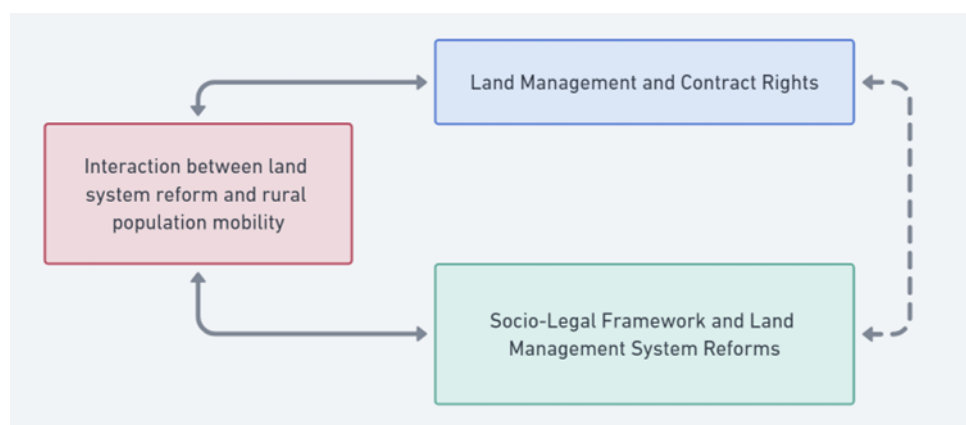 Land Management and Contract Rights
Interaction between land
system reform and rural
population mobility
Socio-Legal Framework and Land
Management System Reforms